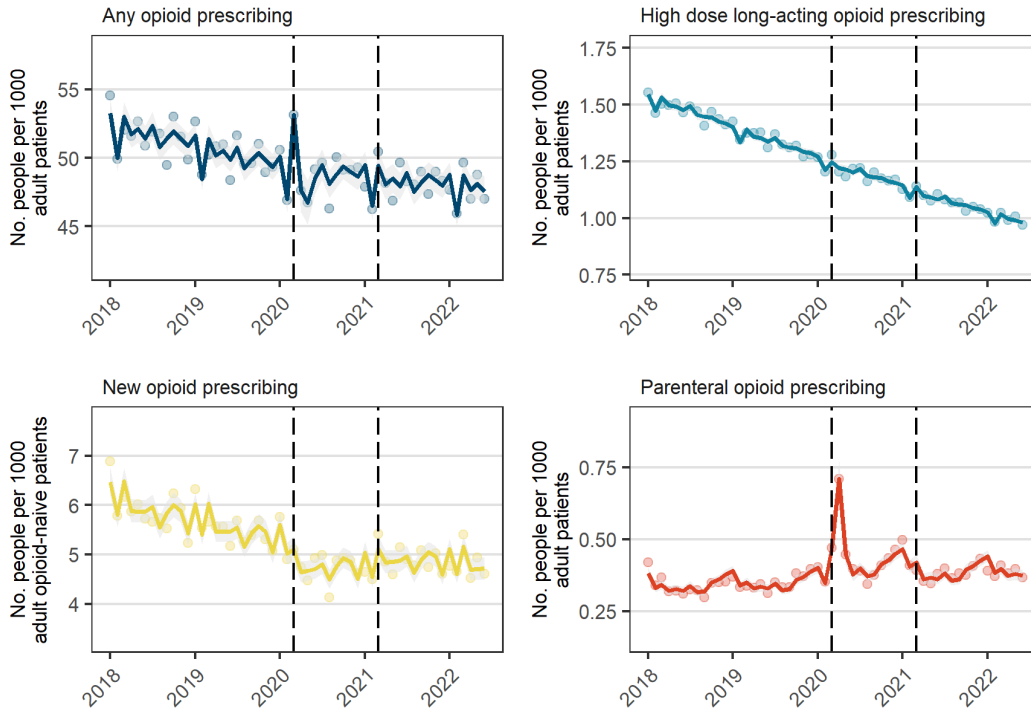 Any opioid prescribing
No. people per 1000
adult patients
55
50
45
2018
2019
2020
2021
2022
High dose long-acting opioid prescribing
No. people per 1000
adult patients
1.75
1.50
1.25
1.00
0.75
2018
2019
2020
2021
2022
New opioid prescribing
No. people per 1000
adult opioid-naive patients
7
6
5
4
2018
2019
2020
2021
2022
Parenteral opioid prescribing
No. people per 1000
adult patients
0.75
0.50
0.25
2018
2019
2020
2021
2022